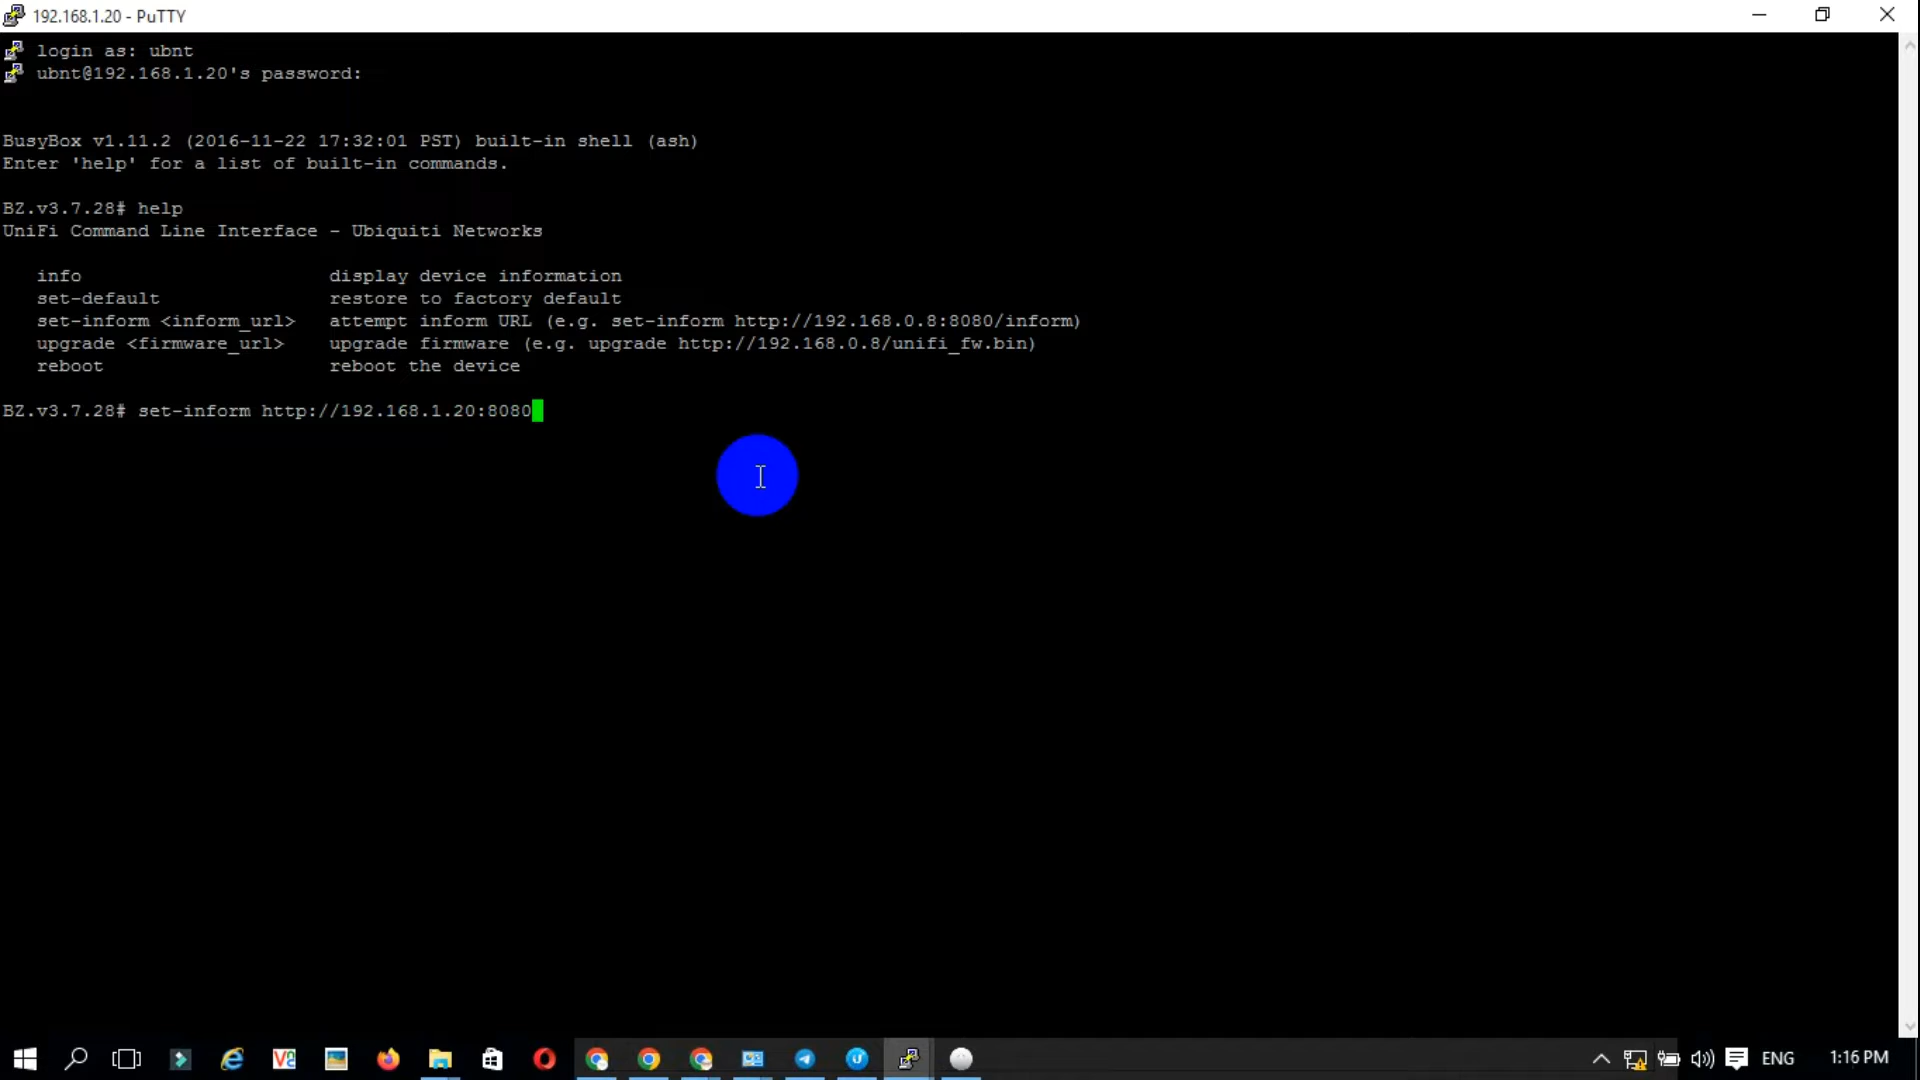 192.168.1.20 - PuTTY
login as: ubnt
ubnt@192.168.1.20's password:
BusyBox v1.11.2 (2016-11-22 17:32:01 PST) built-in shell (ash)
Enter 'help' for a list of built-in commands.
BZ.v3.7.28# help
UniFi Command Line Interface - Ubiquiti Networks
info display device information
set-default restore to factory default
set-inform <inform_url> attempt inform URL (e.g. set-inform http://192.168.0.8:8080/inform)
upgrade <firmware_url> upgrade firmware (e.g. upgrade http://192.168.0.8/unifi_fw.bin)
reboot reboot the device
BZ.v3.7.28# set-inform http://192.168.1.20:8080
ENG 1:16 PM